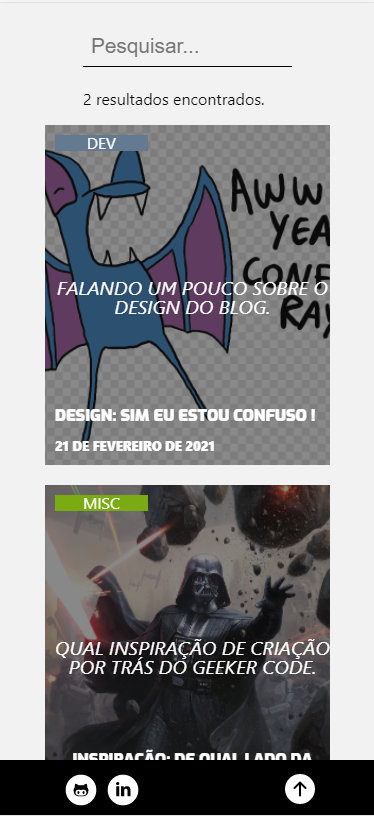 Pesquisar...
2 resultados encontrados.
DEV
AWW
YEA
CONF
RAY
FALANDO UM POUCO SOBRE O
DESIGN DO BLOG.
DESIGN: SIM EU ESTOU CONFUSO !
21 DE FEVEREIRO DE 2021
MISC
QUAL INSPIRAÇÃO DE CRIAÇÃO
POR TRÁS DO GEEKER CODE.
INSPIRAÇÃO: DE QUAL LADO DA
in